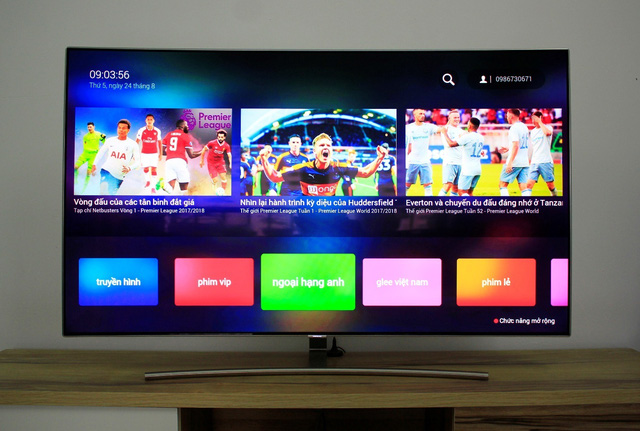 09:03:56
Thứ 5, ngày 24 tháng 8
0986730671
Premier
League
AIA
9
Vòng đấu của các tân binh đắt giá
Tạp chí Netbusters Vòng 1 - Premier League 2017/2018
Nhìn lại hành trình kỳ diệu của Huddersfield T
Thế giới Premier League Tuần 1 - Premier League World 2017/2018
Everton và chuyến du đấu đáng nhớ ở Tanzan
Thế giới Premier League Tuần 52 - Premier League World
truyền hình
phim vip
ngoại hạng anh
glee việt nam
phim lẻ
Chức năng mở rộng